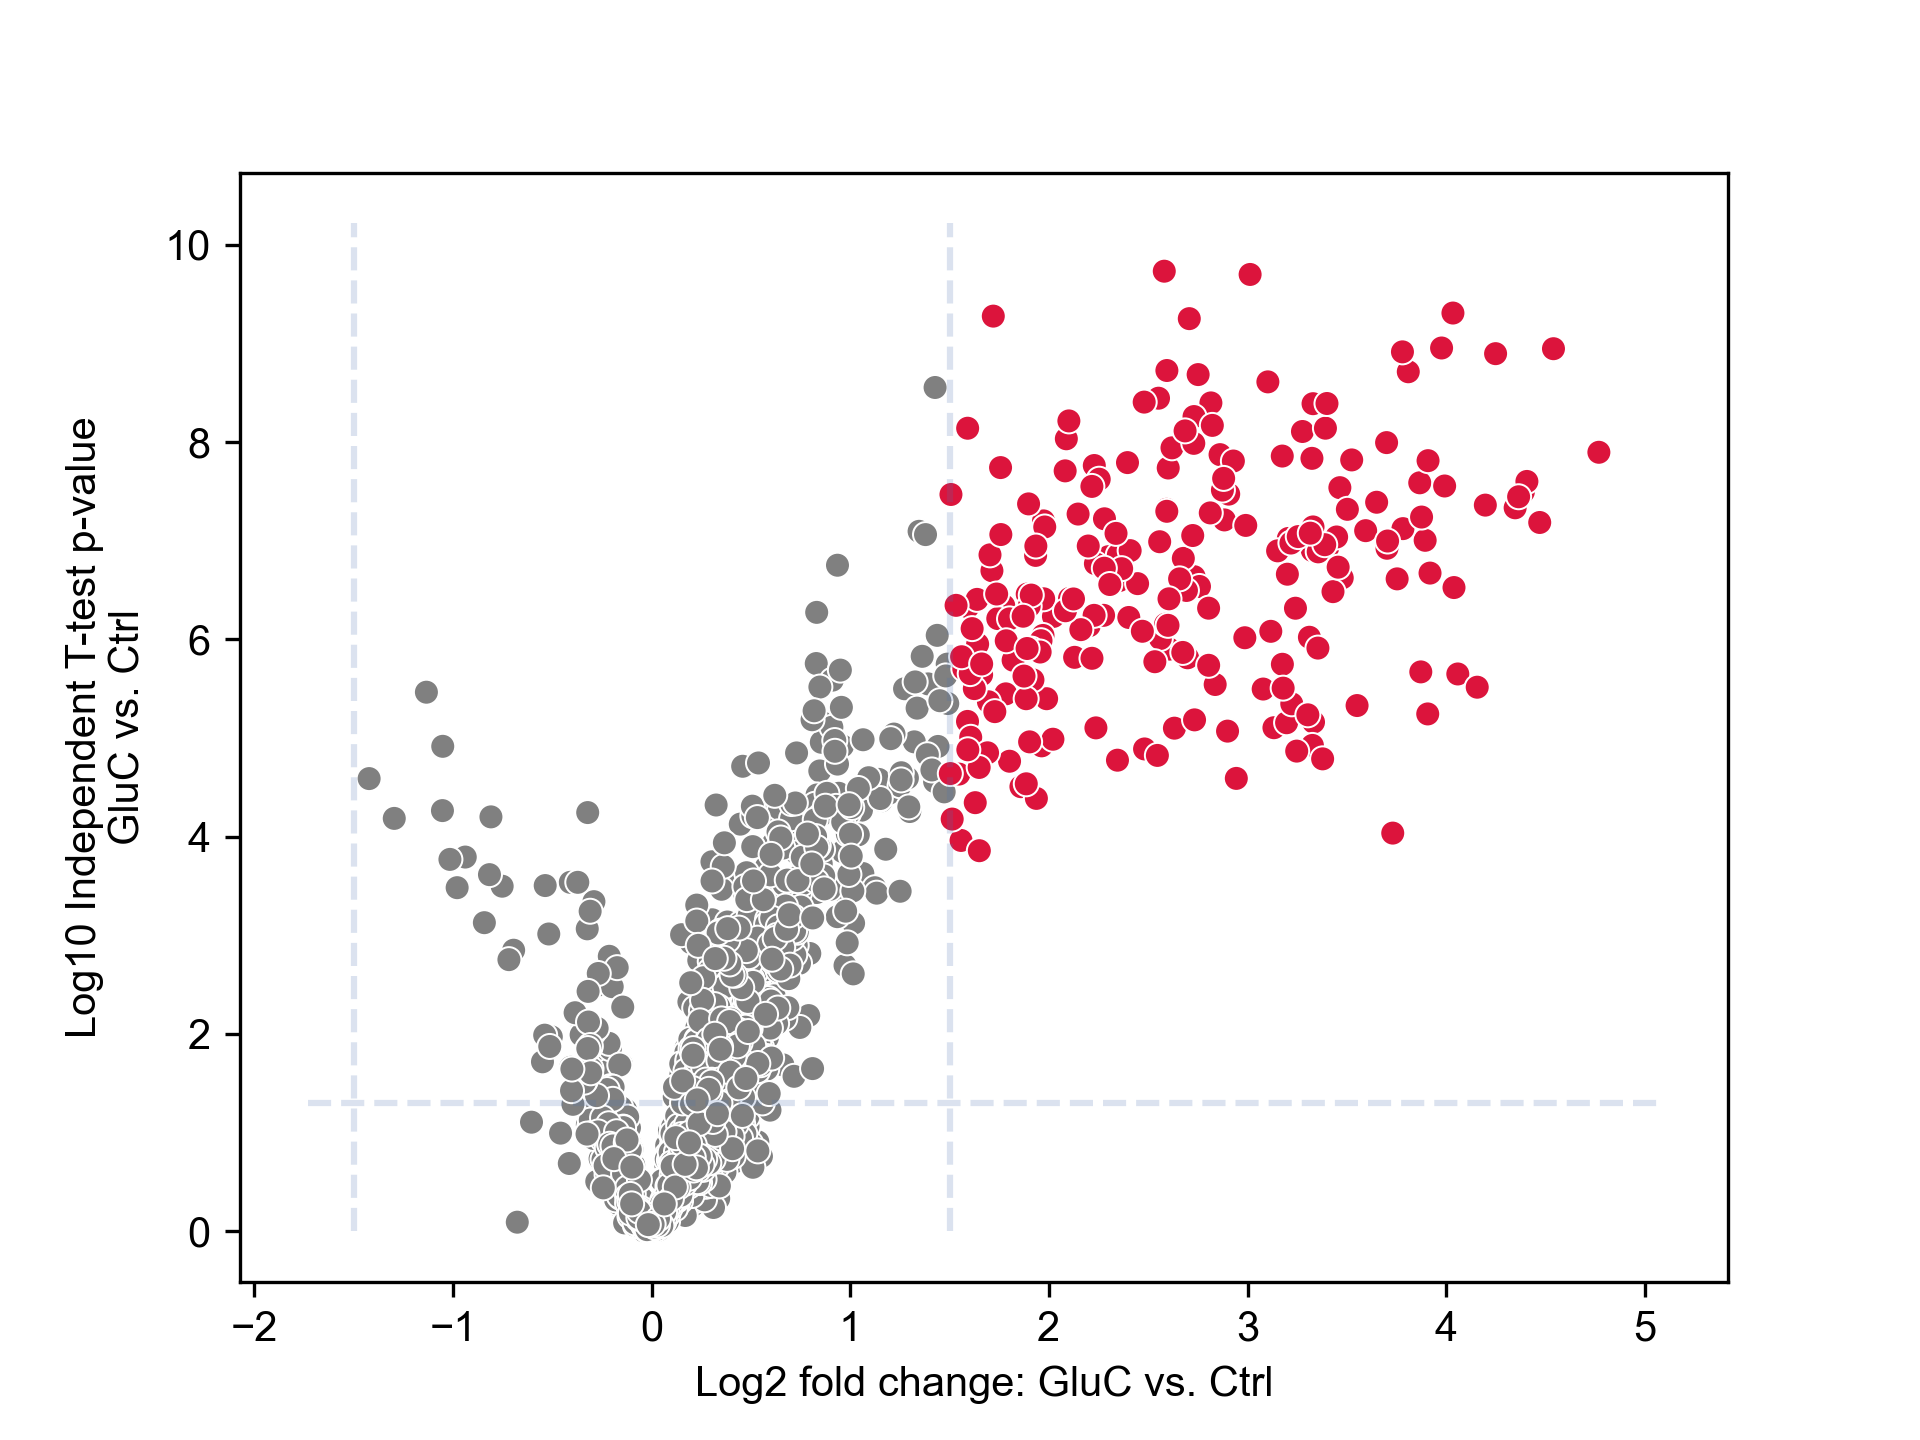 10
8
6
4
2
0
Log10 Independent T-test p-value
GluC vs. Ctrl
−2 −1 0 1 2 3 4 5
Log2 fold change: GluC vs. Ctrl